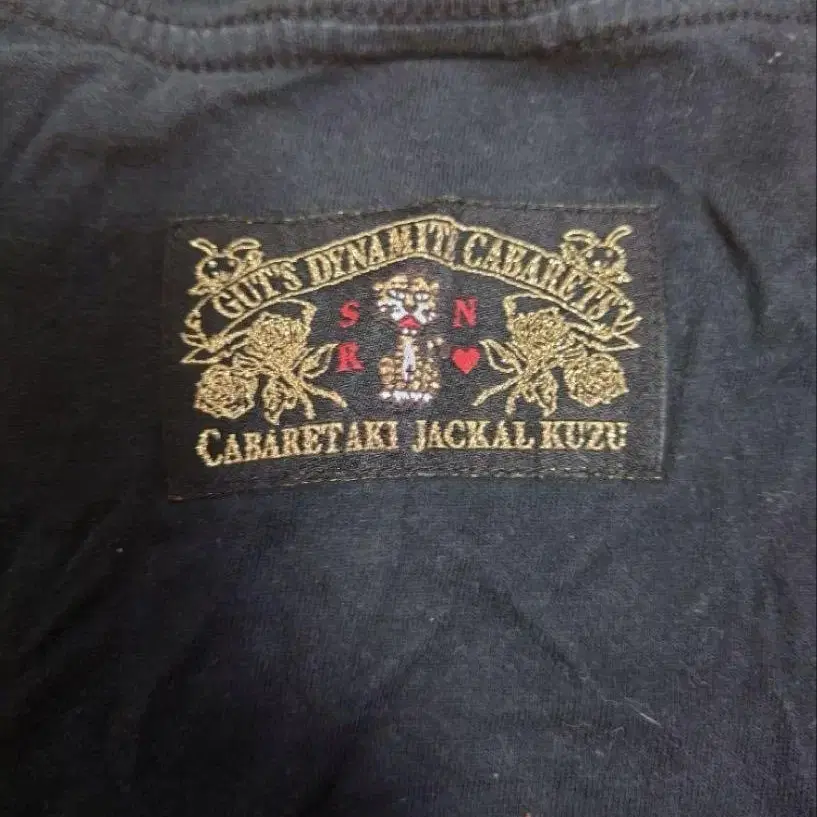 GUT'S DYNAMITE CABARETS
S N
R ♥
CABARETAKI JACKAL KUZU